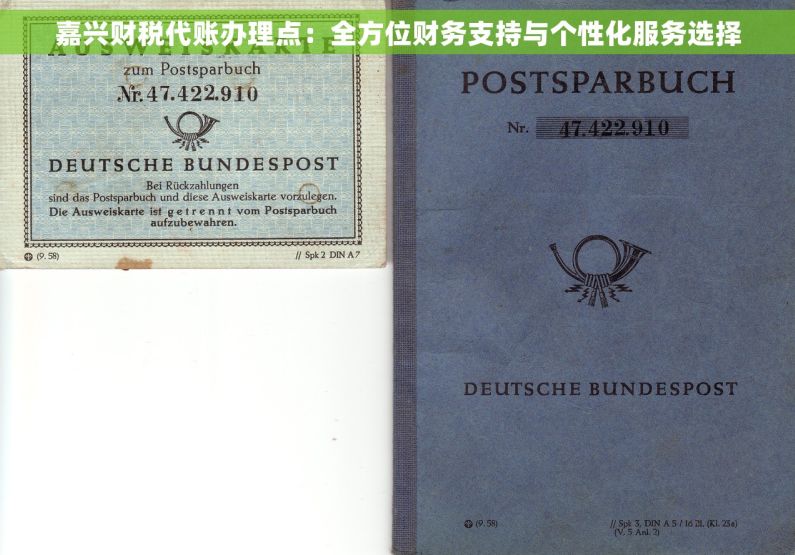 嘉兴财税代账办理点：全方位财务支持与个性化服务选择
AUSWEISKARTE
zum Postsparbuch
Nr. 47.422.910
DEUTSCHE BUNDESPOST
Bei Rückzahlungen
sind das Postsparbuch und diese Ausweiskarte vorzulegen.
Die Ausweiskarte ist getrennt vom Postsparbuch
aufzubewahren.
(9. 58)
// Spk 2 DIN A 7
POSTSPARBUCH
Nr. 47.422.910
DEUTSCHE BUNDESPOST
(9. 58)
// Spk 3, DIN A 5 / 16 Bl. (Kl. 25a)
(V. 5 Anl. 2)